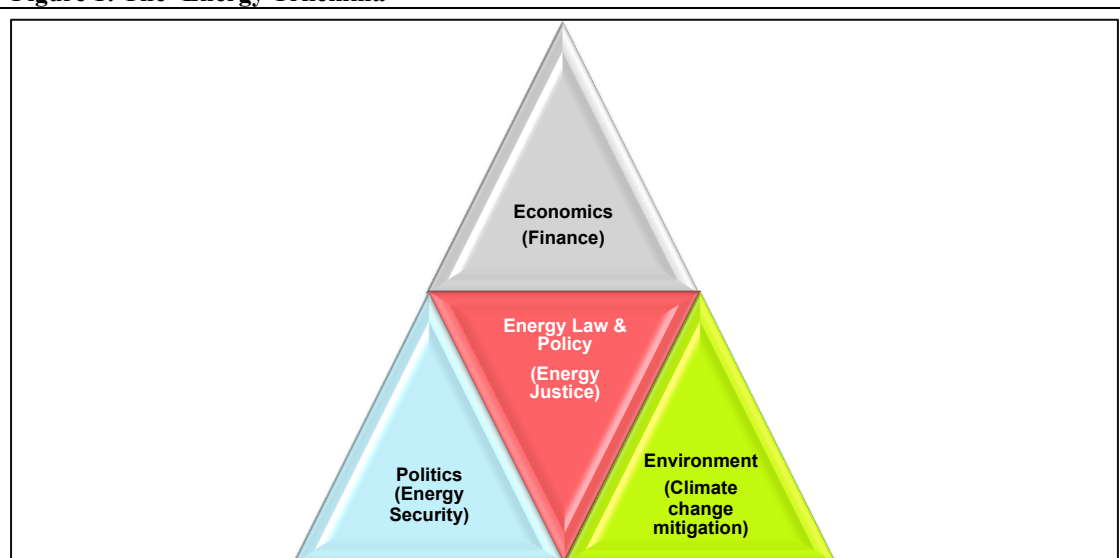 Economics
(Finance)
Energy Law &
Policy
(Energy
Justice)
Politics
(Energy
Security)
Environment
(Climate
change
mitigation)